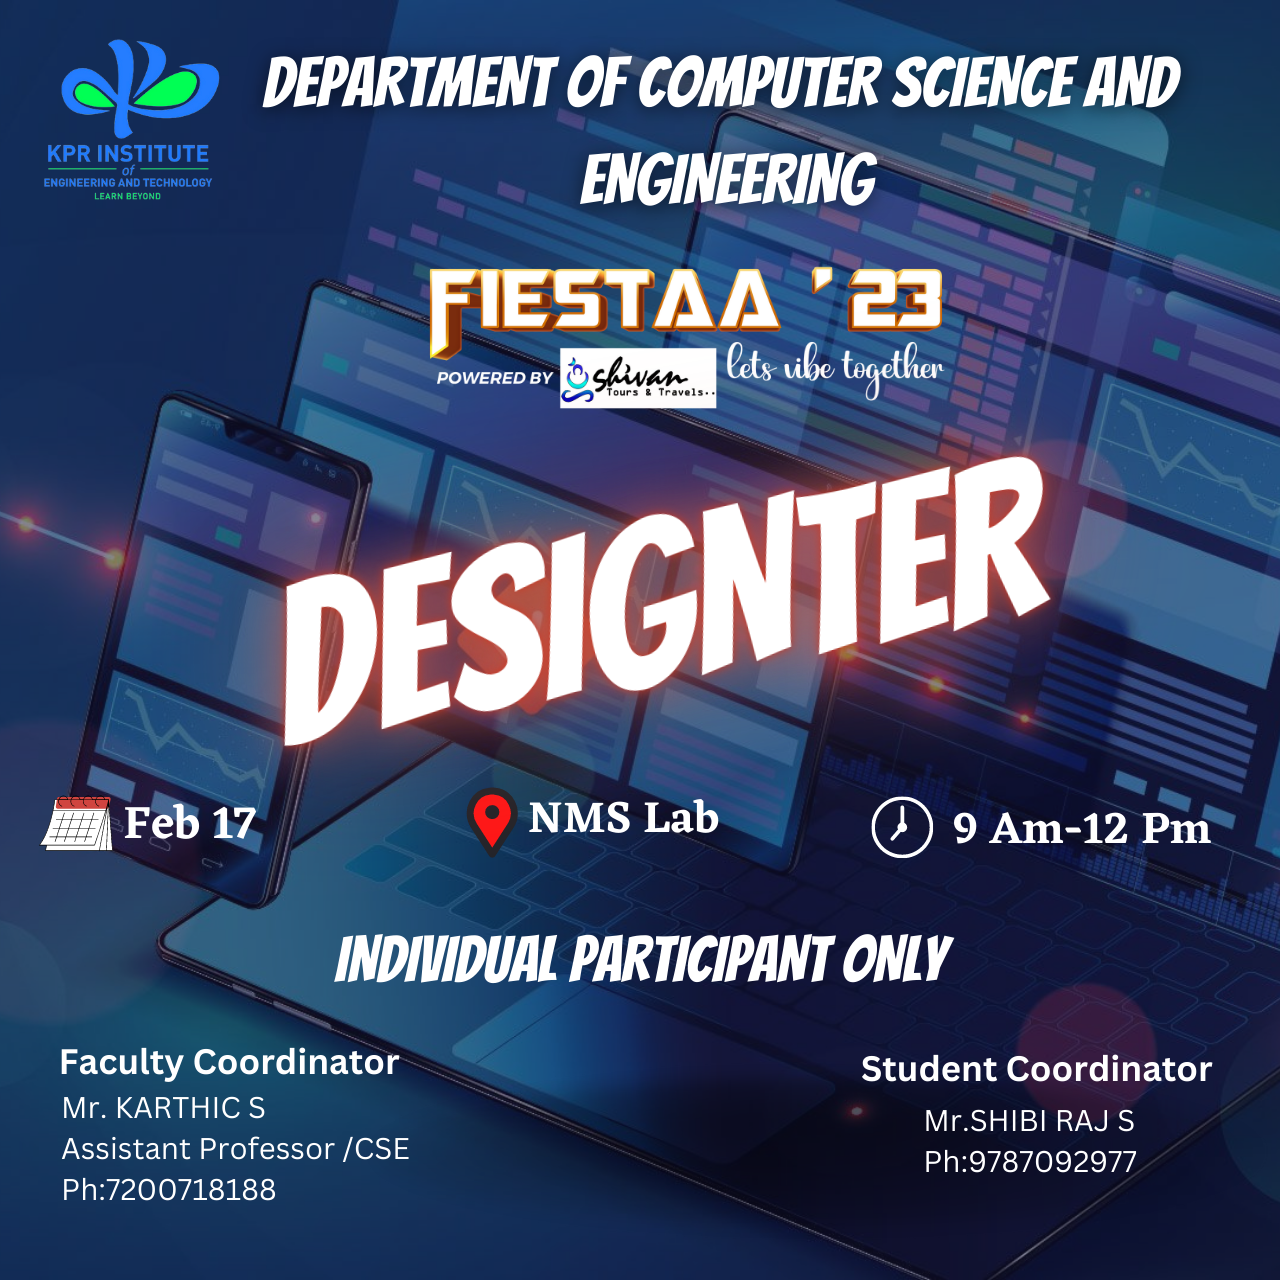 KPR INSTITUTE
of
ENGINEERING AND TECHNOLOGY
LEARN BEYOND
DEPARTMENT OF COMPUTER SCIENCE AND
ENGINEERING
FIESTAA '23
POWERED BY
Shivan
Tours & Travels..
lets vibe together
DESIGNTER
Feb 17
NMS Lab
9 Am-12 Pm
INDIVIDUAL PARTICIPANT ONLY
Faculty Coordinator
Mr. KARTHIC S
Assistant Professor /CSE
Ph:7200718188
Student Coordinator
Mr.SHIBI RAJ S
Ph:9787092977